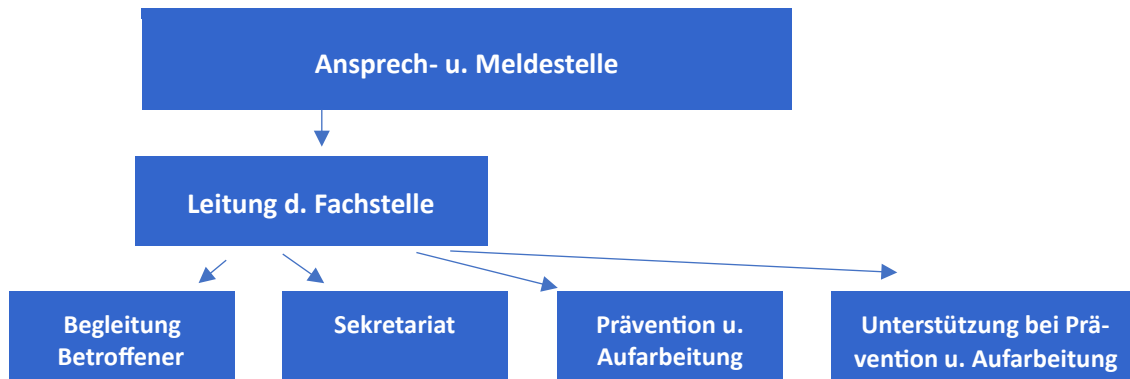 Ansprech- u. Meldestelle
Leitung d. Fachstelle
Begleitung
Betroffener
Sekretariat
Prävention u.
Aufarbeitung
Unterstützung bei Prä-
vention u. Aufarbeitung